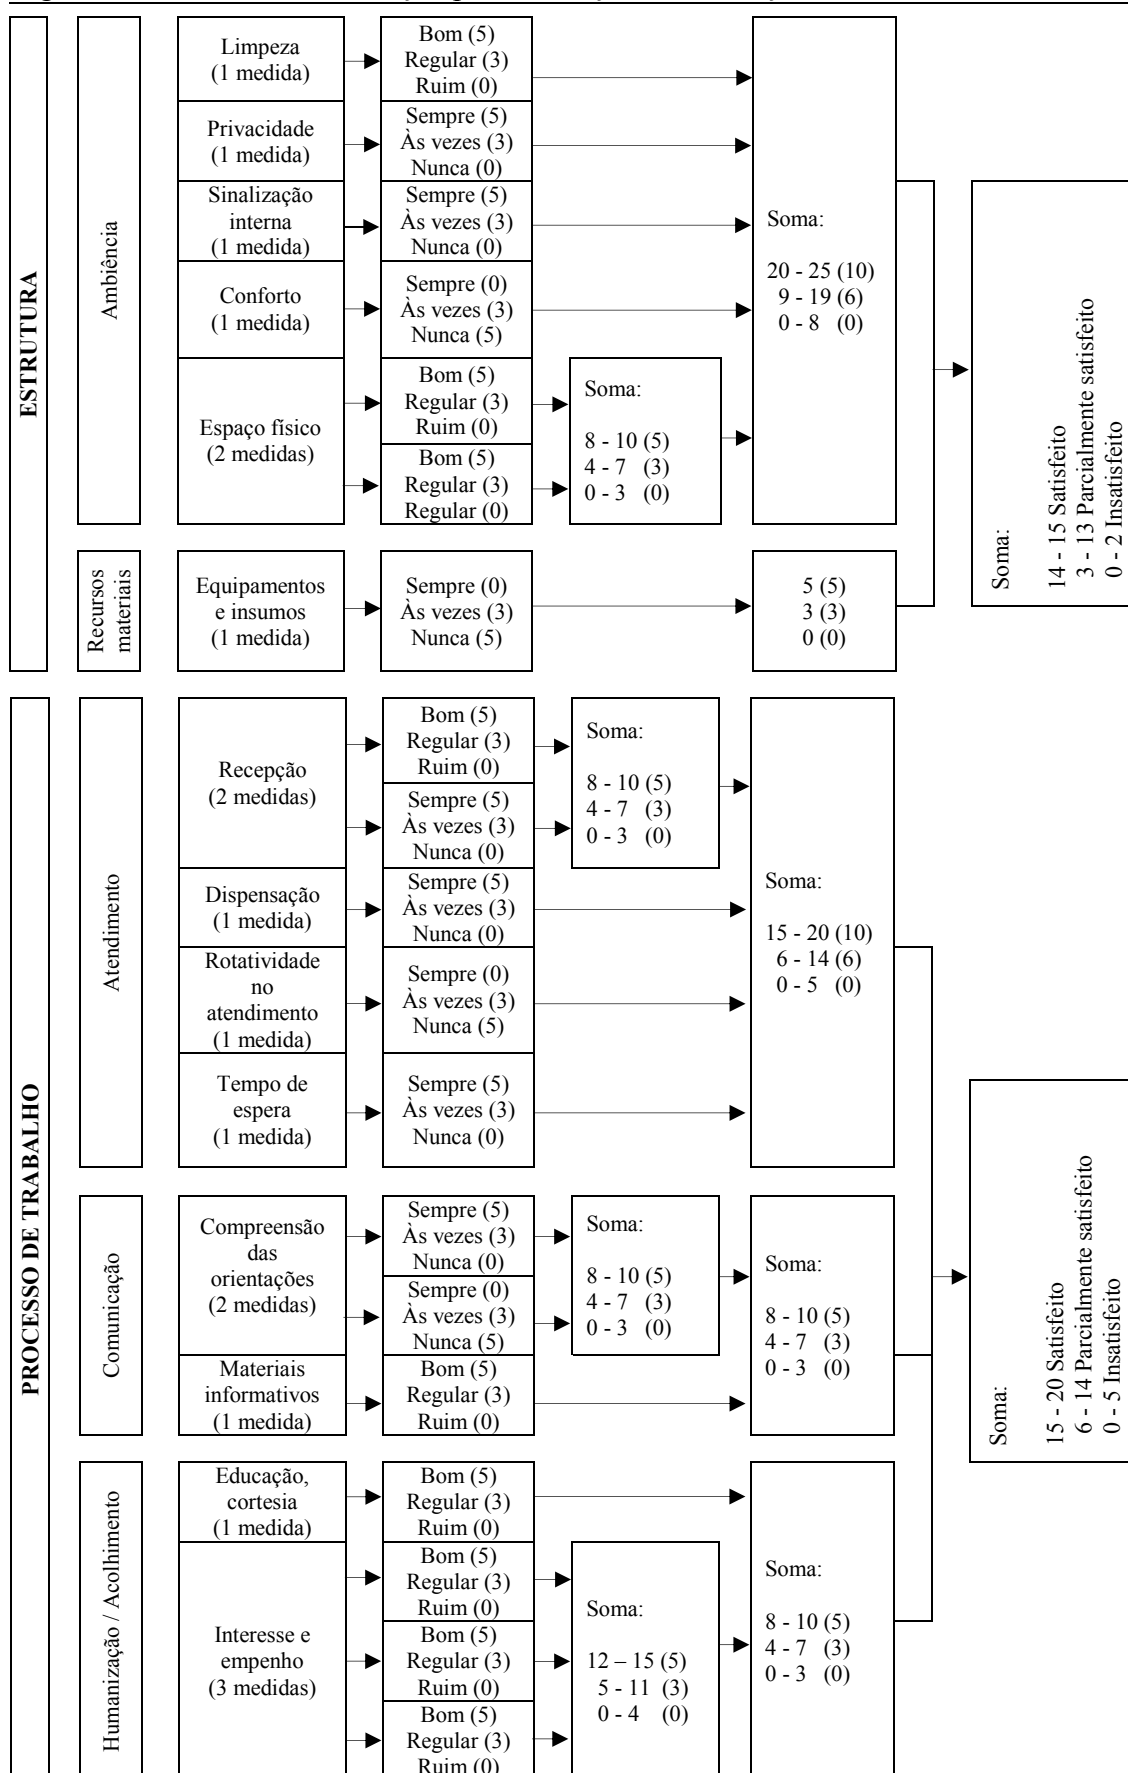 ESTRUTURA
Ambiência
Limpeza
(1 medida)
Bom (5)
Regular (3)
Ruim (0)
Privacidade
(1 medida)
Sempre (5)
Às vezes (3)
Nunca (0)
Sinalização
interna
(1 medida)
Sempre (5)
Às vezes (3)
Nunca (0)
Conforto
(1 medida)
Sempre (0)
Às vezes (3)
Nunca (5)
Espaço físico
(2 medidas)
Bom (5)
Regular (3)
Ruim (0)
Bom (5)
Regular (3)
Regular (0)
Soma:
8 - 10 (5)
4 - 7 (3)
0 - 3 (0)
Soma:
20 - 25 (10)
9 - 19 (6)
0 - 8 (0)
Recursos
materiais
Equipamentos
e insumos
(1 medida)
Sempre (0)
Às vezes (3)
Nunca (5)
5 (5)
3 (3)
0 (0)
Soma:
14 - 15 Satisfeito
3 - 13 Parcialmente satisfeito
0 - 2 Insatisfeito
PROCESSO DE TRABALHO
Atendimento
Recepção
(2 medidas)
Bom (5)
Regular (3)
Ruim (0)
Sempre (5)
Às vezes (3)
Nunca (0)
Soma:
8 - 10 (5)
4 - 7 (3)
0 - 3 (0)
Dispensação
(1 medida)
Sempre (5)
Às vezes (3)
Nunca (0)
Rotatividade
no
atendimento
(1 medida)
Sempre (0)
Às vezes (3)
Nunca (5)
Tempo de
espera
(1 medida)
Sempre (5)
Às vezes (3)
Nunca (0)
Soma:
15 - 20 (10)
6 - 14 (6)
0 - 5 (0)
Comunicação
Compreensão
das
orientações
(2 medidas)
Sempre (5)
Às vezes (3)
Nunca (0)
Sempre (0)
Às vezes (3)
Nunca (5)
Soma:
8 - 10 (5)
4 - 7 (3)
0 - 3 (0)
Materiais
informativos
(1 medida)
Bom (5)
Regular (3)
Ruim (0)
Soma:
8 - 10 (5)
4 - 7 (3)
0 - 3 (0)
Humanização / Acolhimento
Educação,
cortesia
(1 medida)
Bom (5)
Regular (3)
Ruim (0)
Interesse e
empenho
(3 medidas)
Bom (5)
Regular (3)
Ruim (0)
Bom (5)
Regular (3)
Ruim (0)
Bom (5)
Regular (3)
Ruim (0)
Soma:
12 – 15 (5)
5 - 11 (3)
0 - 4 (0)
Soma:
8 - 10 (5)
4 - 7 (3)
0 - 3 (0)
Soma:
15 - 20 Satisfeito
6 - 14 Parcialmente satisfeito
0 - 5 Insatisfeito